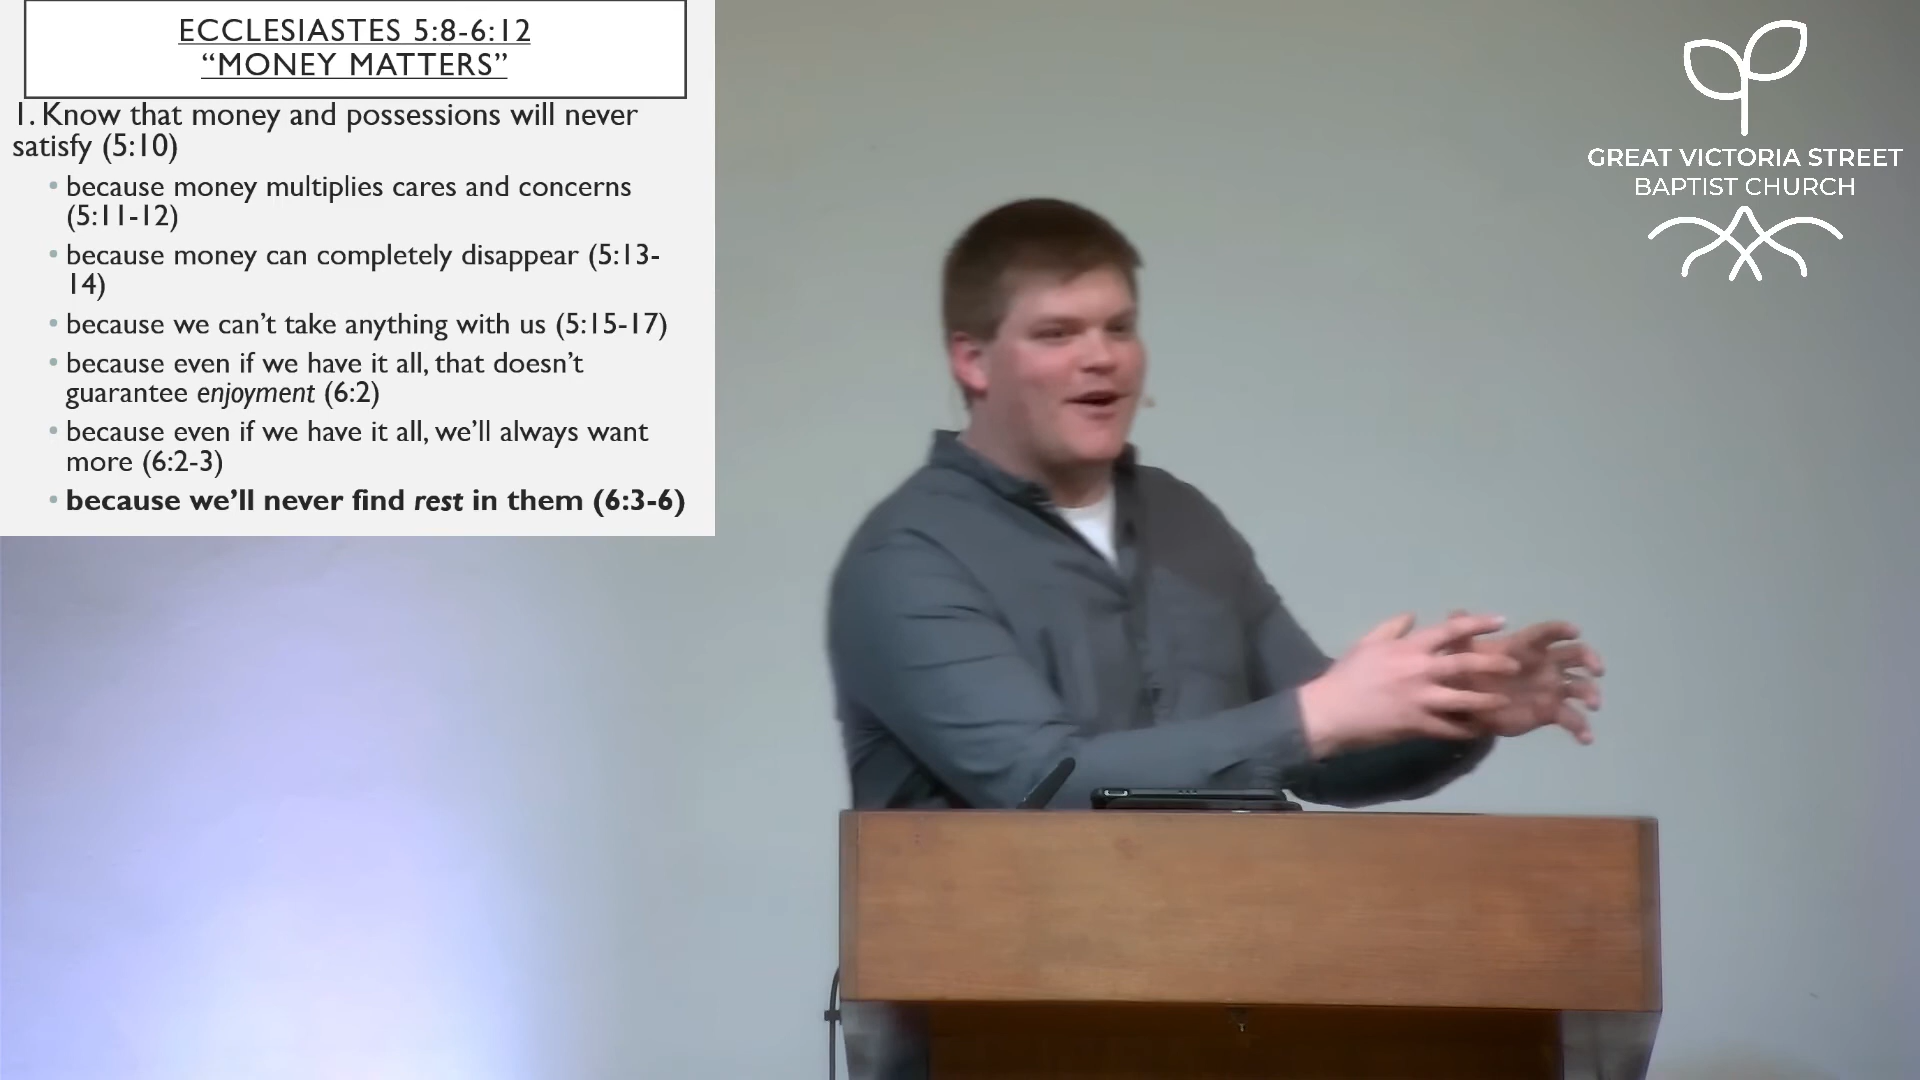 ECCLESIASTES 5:8-6:12
“MONEY MATTERS”
1. Know that money and possessions will never
satisfy (5:10)
• because money multiplies cares and concerns
(5:11-12)
• because money can completely disappear (5:13-
14)
• because we can’t take anything with us (5:15-17)
• because even if we have it all, that doesn’t
guarantee enjoyment (6:2)
• because even if we have it all, we’ll always want
more (6:2-3)
• because we’ll never find rest in them (6:3-6)
GREAT VICTORIA STREET
BAPTIST CHURCH